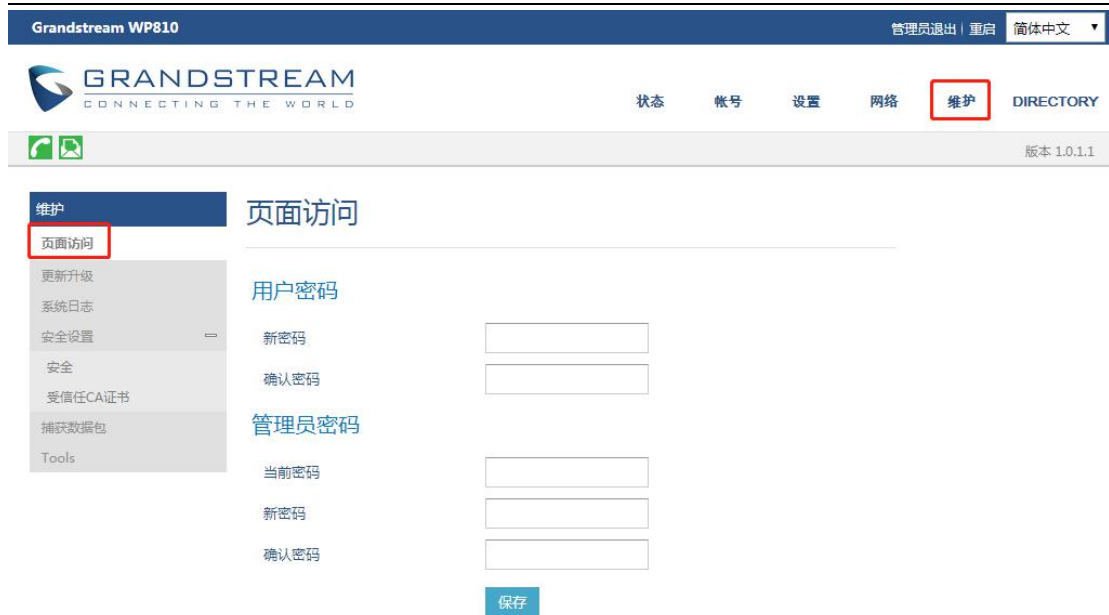 Grandstream WP810 管理员退出 | 重启 简体中文
GRANDSTREAM
CONNECTING THE WORLD
状态 帐号 设置 网络 维护 DIRECTORY
版本 1.0.1.1
维护
页面访问
更新升级
系统日志
安全设置
安全
受信任CA证书
捕获数据包
Tools
页面访问
用户密码
新密码
确认密码
管理员密码
当前密码
新密码
确认密码
保存